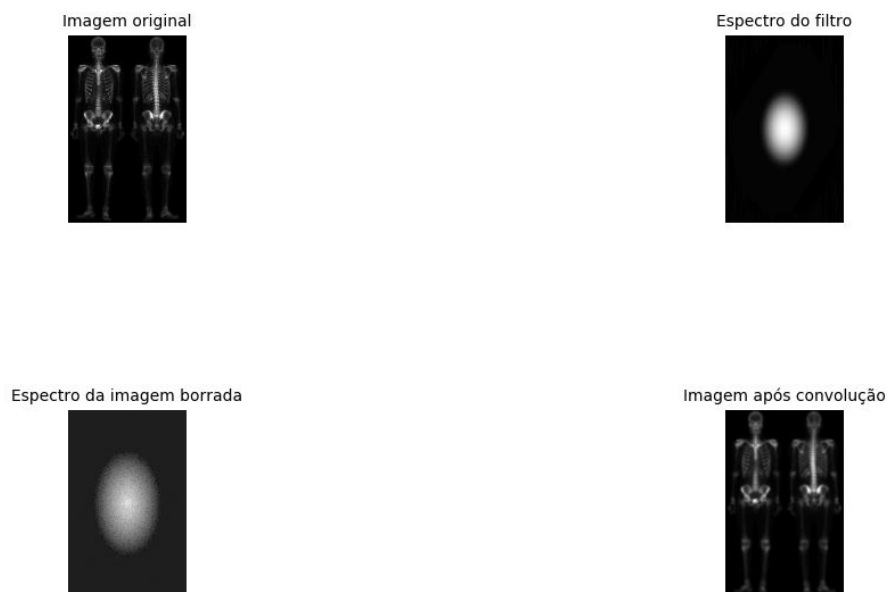 Imagem original
Espectro do filtro
Espectro da imagem borrada
Imagem após convolução